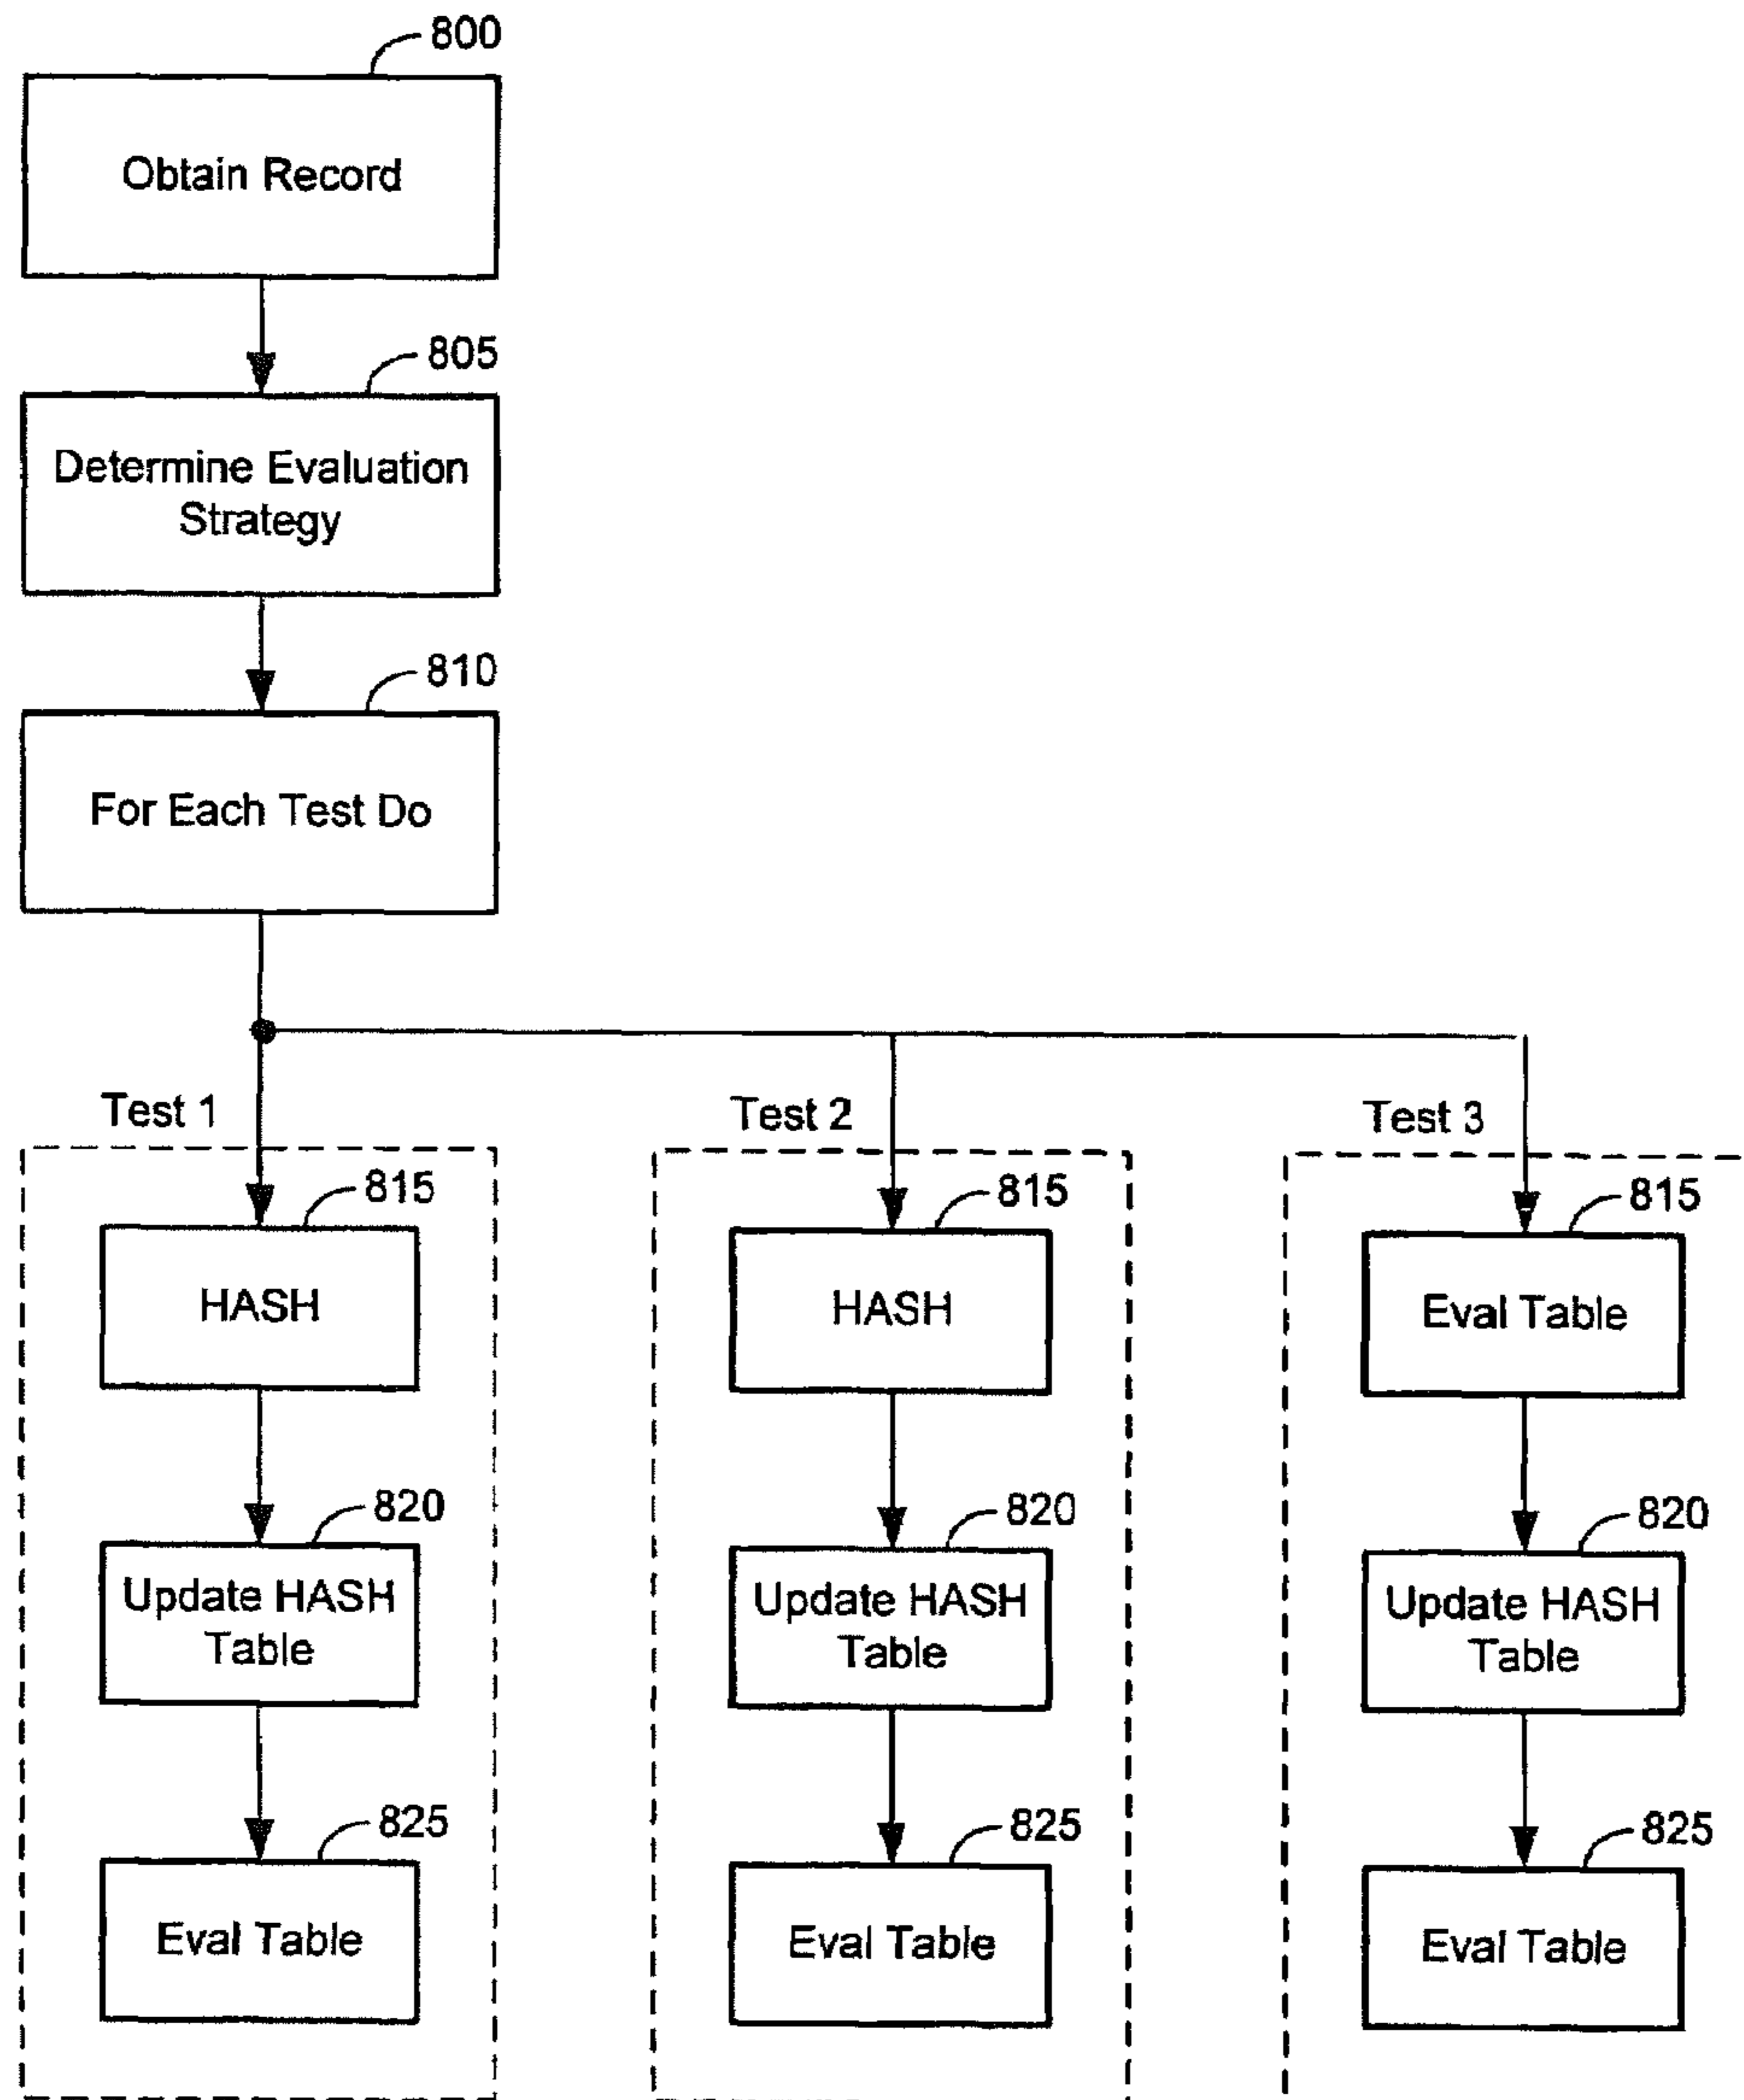 800
Obtain Record
805
Determine Evaluation
Strategy
810
For Each Test Do
Test 1
815
HASH
820
Update HASH
Table
825
Eval Table
Test 2
815
HASH
820
Update HASH
Table
825
Eval Table
Test 3
815
Eval Table
820
Update HASH
Table
825
Eval Table